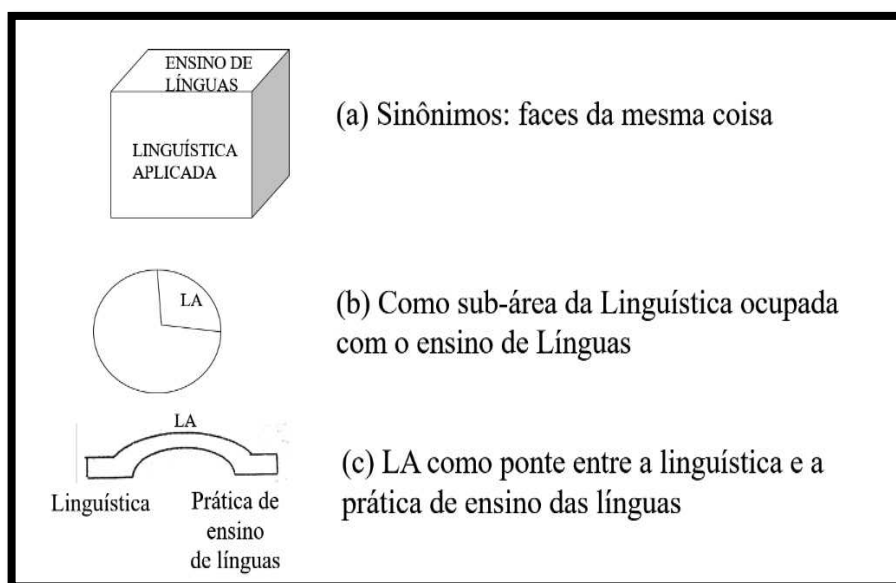 ENSINO DE
LÍNGUAS
LINGUÍSTICA
APLICADA
(a) Sinônimos: faces da mesma coisa
LA
(b) Como sub-área da Linguística ocupada
com o ensino de Línguas
LA
Linguística
Prática de
ensino
de línguas
(c) LA como ponte entre a linguística e a
prática de ensino das línguas